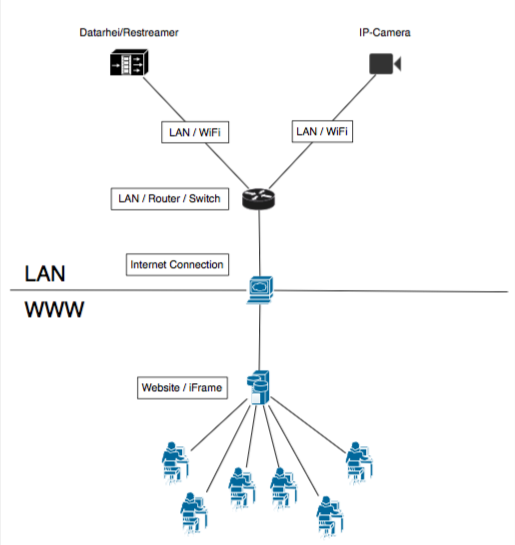 Datarhei/Restreamer
IP-Camera
LAN / WiFi
LAN / WiFi
LAN / Router / Switch
Internet Connection
LAN
WWW
Website / iFrame